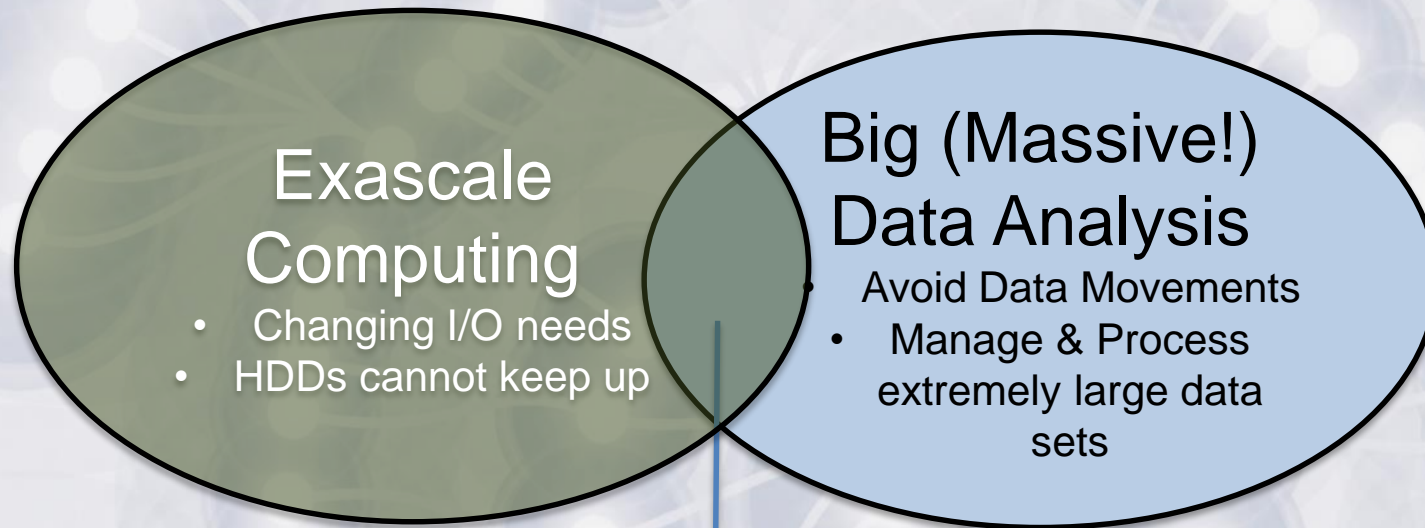 Exascale
Computing
• Changing I/O needs
• HDDs cannot keep up
Big (Massive!)
Data Analysis
• Avoid Data Movements
• Manage & Process
extremely large data
sets